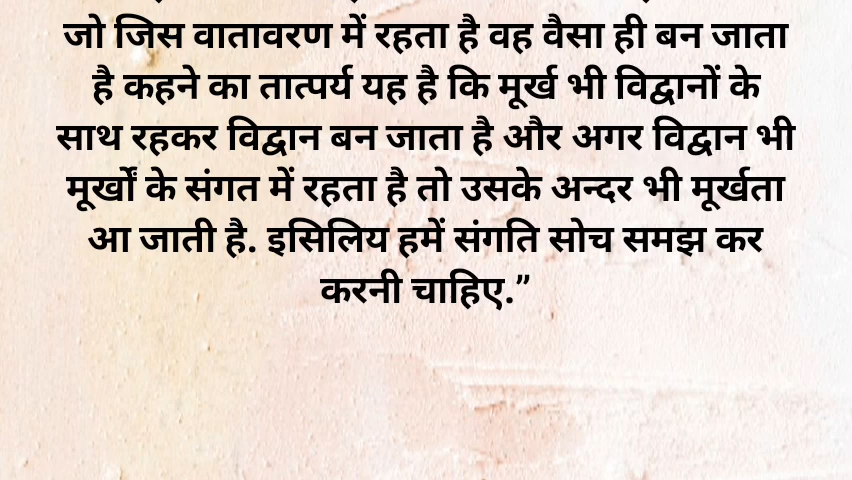 जो जिस वातावरण में रहता है वह वैसा ही बन जाता
है कहने का तात्पर्य यह है कि मूर्ख भी विद्वानों के
साथ रहकर विद्वान बन जाता है और अगर विद्वान भी
मूर्खों के संगत में रहता है तो उसके अन्दर भी मूर्खता
आ जाती है. इसिलिय हमें संगति सोच समझ कर
करनी चाहिए.”